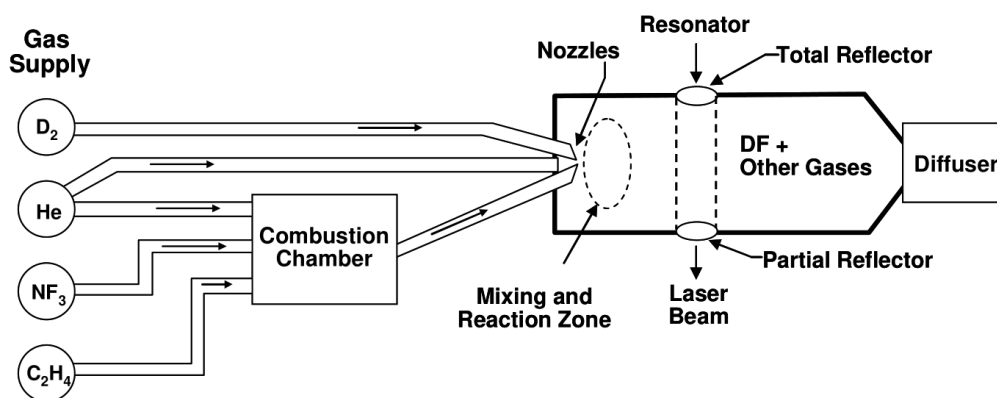 Gas
Supply
D2
He
NF3
C2H4
Combustion
Chamber
Nozzles
Mixing and
Reaction Zone
Resonator
Total Reflector
DF +
Other Gases
Diffuser
Partial Reflector
Laser
Beam